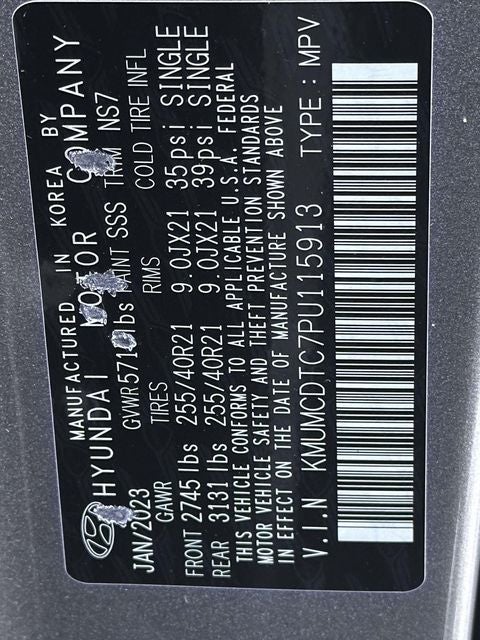 MANUFACTURED IN KOREA BY
HYUNDAI MOTOR COMPANY
GVWR 571 lbs PAINT SSS TRIM NS7
JAN/2023
GAWR TIRES RIMS COLD TIRE INFL
FRONT 2745 lbs 255/40R21 9.0JX21 35psi SINGLE
REAR 3131 lbs 255/40R21 9.0JX21 39psi SINGLE
THIS VEHICLE CONFORMS TO ALL APPLICABLE U.S.A. FEDERAL
MOTOR VEHICLE SAFETY AND THEFT PREVENTION STANDARDS
IN EFFECT ON THE DATE OF MANUFACTURE SHOWN ABOVE
V.I.N KMUMCDTC7PU115913 TYPE : MPV